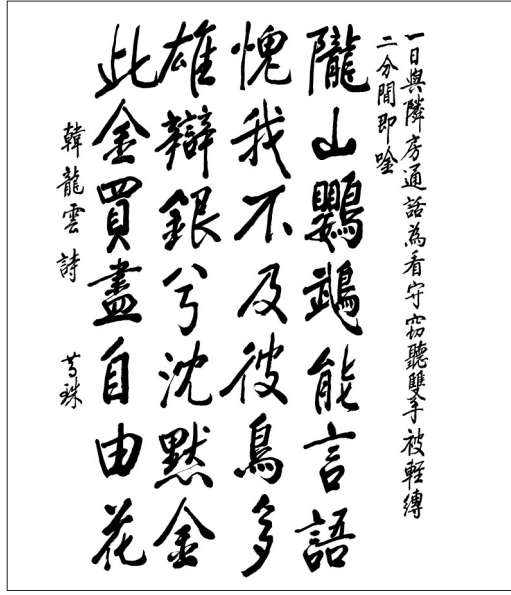 一日與隣房通話為看守窃聽雙手被輕縛
二分間即唫
隴山鸚鵡能言語
愧我不及彼鳥多
雄辯銀兮沈默金
此金買盡自由花
韓龍雲詩